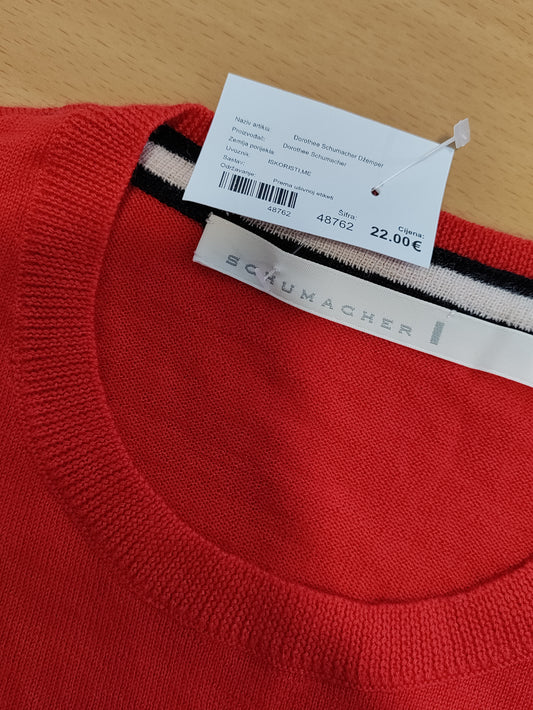 Naziv artikla: Dorothee Schumacher Džemper
Proizvođač: Dorothee Schumacher
Zemlja porijekla:
Uvoznik: ISKORISTI.ME
Sastav:
Održavanje: Prema ušivnoj etiketi
48762
Šifra:
48762
Cijena:
22.00€
SCHUMACHER